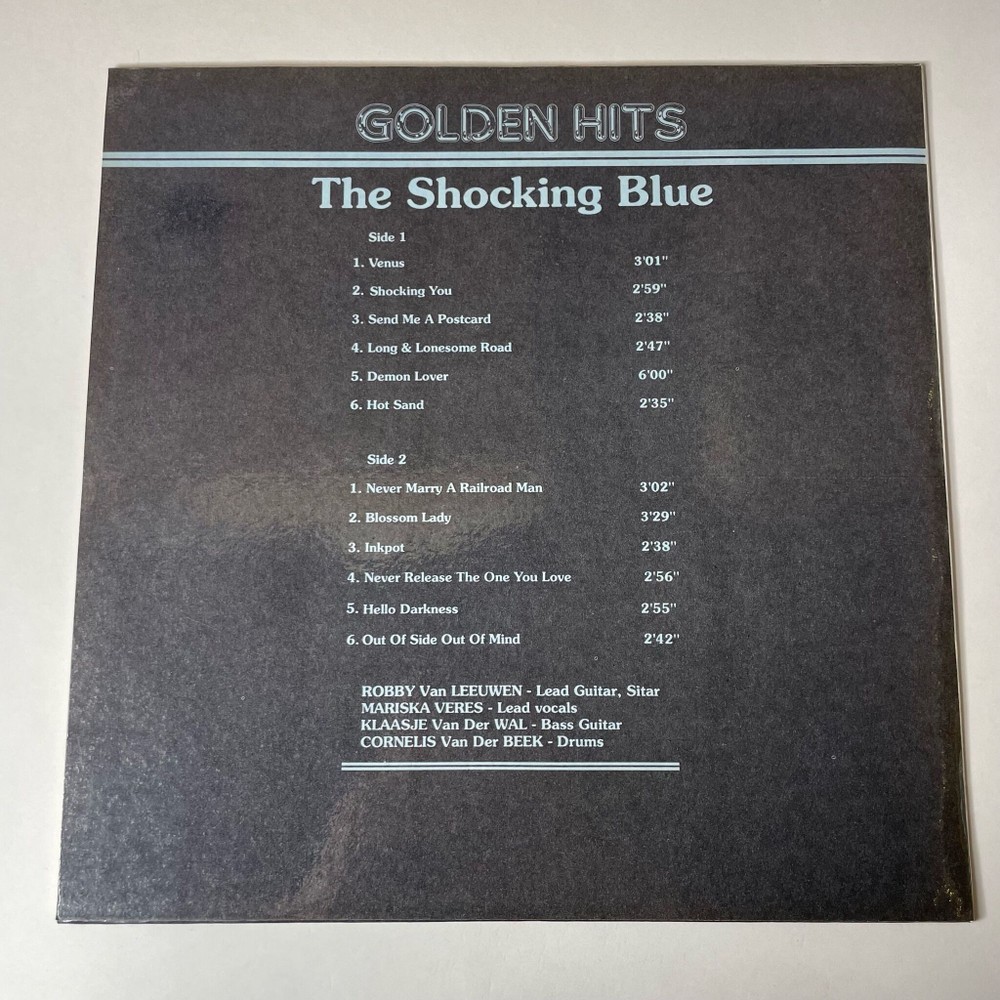 GOLDEN HITS
The Shocking Blue
Side 1
1. Venus 3'01"
2. Shocking You 2'59"
3. Send Me A Postcard 2'38"
4. Long & Lonesome Road 2'47"
5. Demon Lover 6'00"
6. Hot Sand 2'35"
Side 2
1. Never Marry A Railroad Man 3'02"
2. Blossom Lady 3'29"
3. Inkpot 2'38"
4. Never Release The One You Love 2'56"
5. Hello Darkness 2'55"
6. Out Of Side Out Of Mind 2'42"
ROBBY Van LEEUWEN - Lead Guitar, Sitar
MARISKA VERES - Lead vocals
KLAASJE Van Der WAL - Bass Guitar
CORNELIS Van Der BEEK - Drums